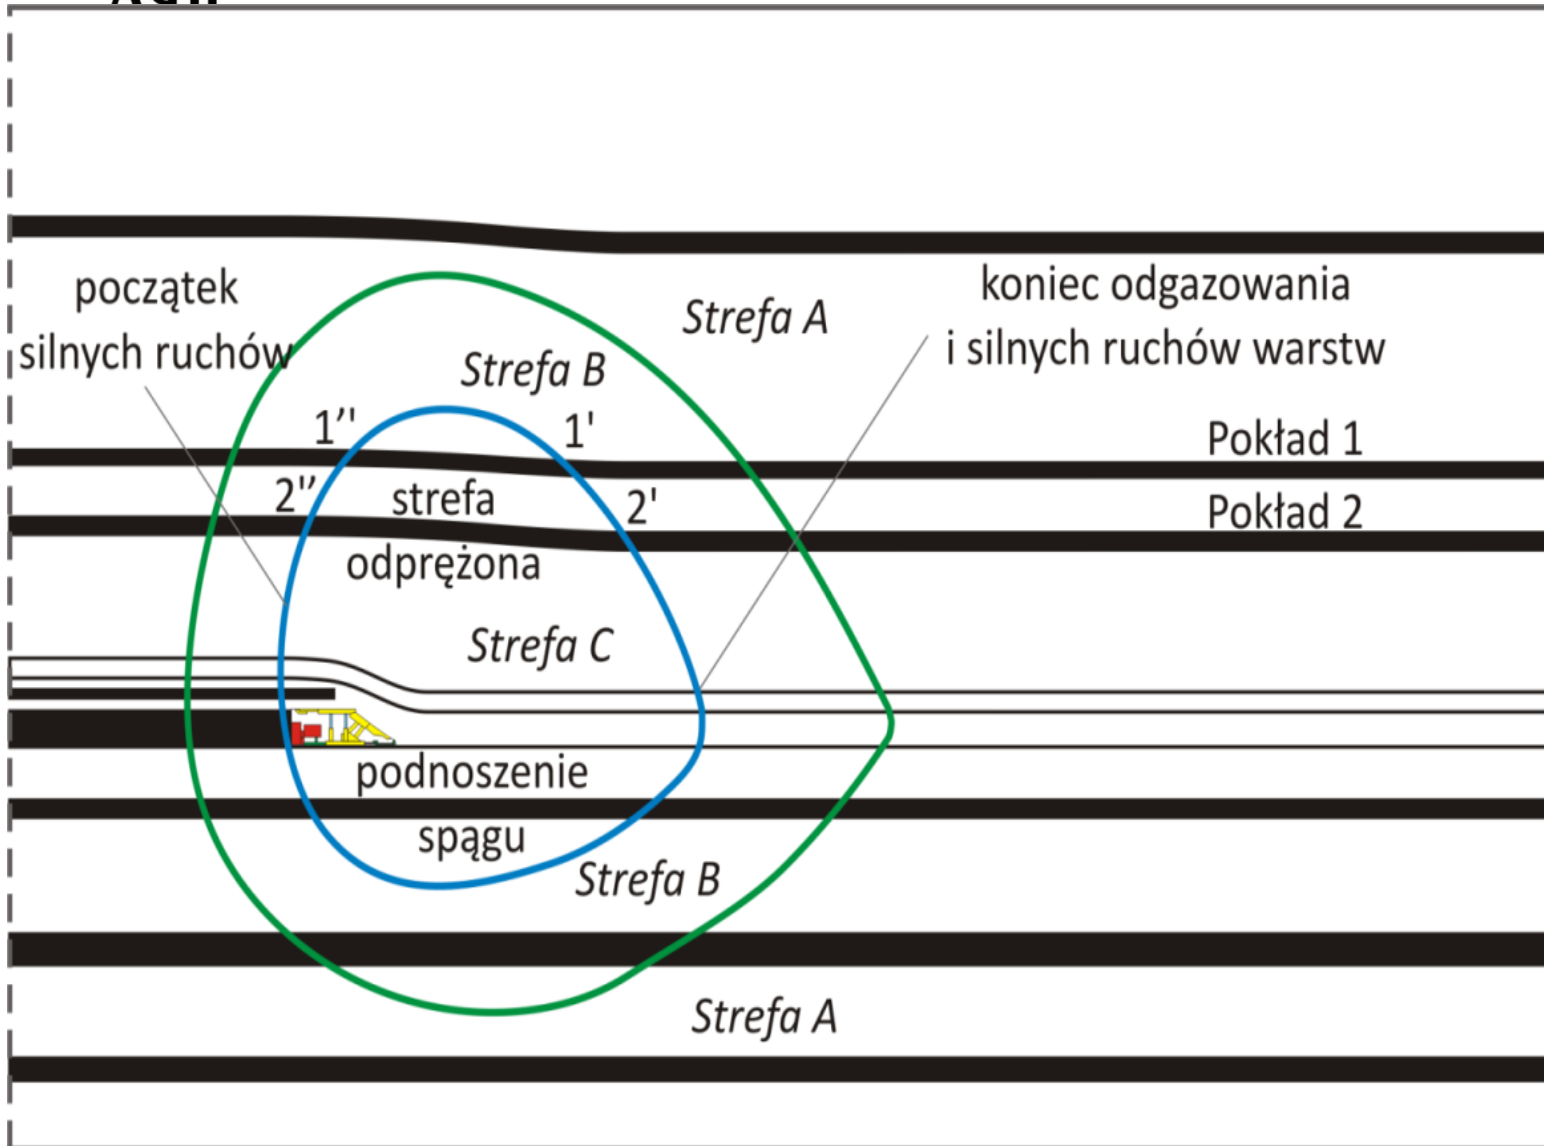 początek
silnych ruchów
koniec odgazowania
i silnych ruchów warstw
Strefa A
Strefa B
1''
1'
Pokład 1
2''
strefa
2'
Pokład 2
odprężona
Strefa C
podnoszenie
spągu
Strefa B
Strefa A